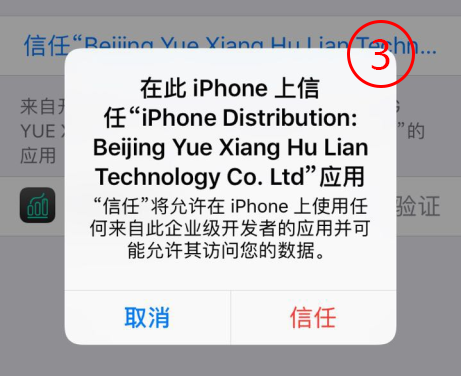 信任“Beijing Yue Xiang Hu Lian Techn...
③
在此 iPhone 上信
任“iPhone Distribution:
Beijing Yue Xiang Hu Lian
Technology Co. Ltd”应用
“信任”将允许在 iPhone 上使用任
何来自此企业级开发者的应用并可
能允许其访问您的数据。
来自开
YUE
”的
应用
验证
取消
信任